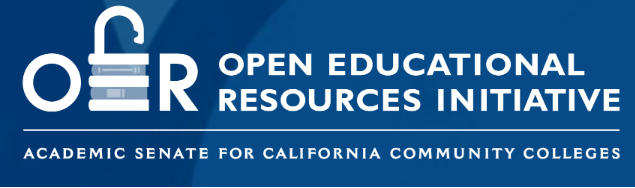 OER
OPEN EDUCATIONAL
RESOURCES INITIATIVE
ACADEMIC SENATE FOR CALIFORNIA COMMUNITY COLLEGES